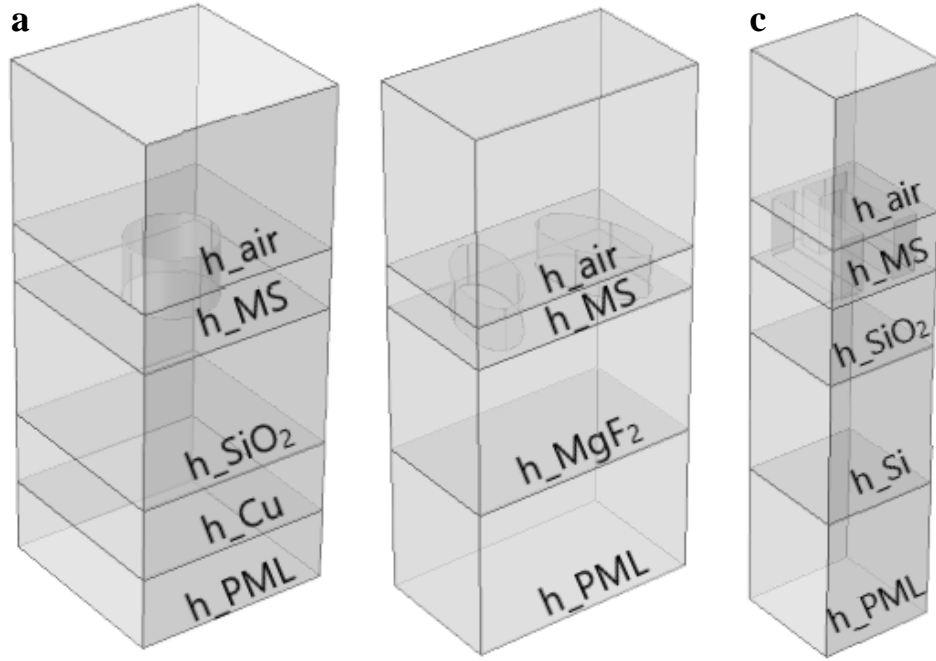 a
h_air
h_MS
h_SiO₂
h_Cu
h_PML
h_air
h_MS
h_MgF₂
h_PML
c
h_air
h_MS
h_SiO₂
h_Si
h_PML